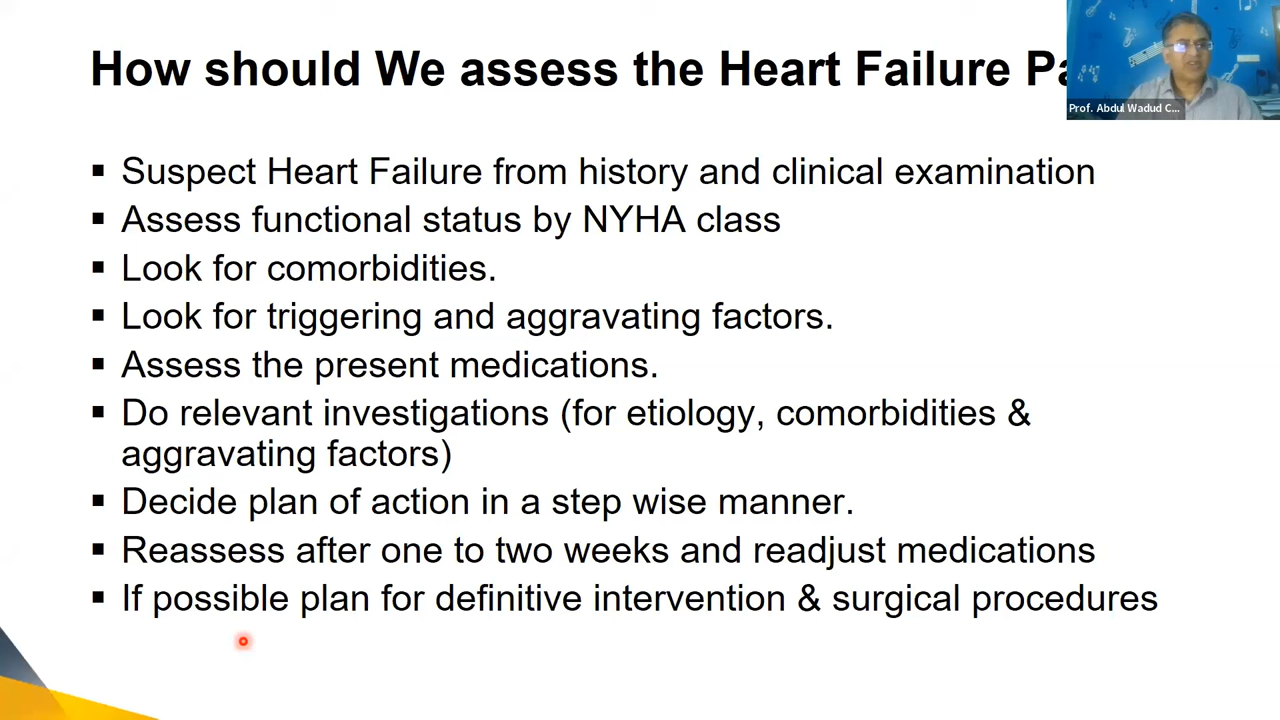 How should We assess the Heart Failure
Prof. Abdul Wadud C...
▪ Suspect Heart Failure from history and clinical examination
▪ Assess functional status by NYHA class
▪ Look for comorbidities.
▪ Look for triggering and aggravating factors.
▪ Assess the present medications.
▪ Do relevant investigations (for etiology, comorbidities &
aggravating factors)
▪ Decide plan of action in a step wise manner.
▪ Reassess after one to two weeks and readjust medications
▪ If possible plan for definitive intervention & surgical procedures